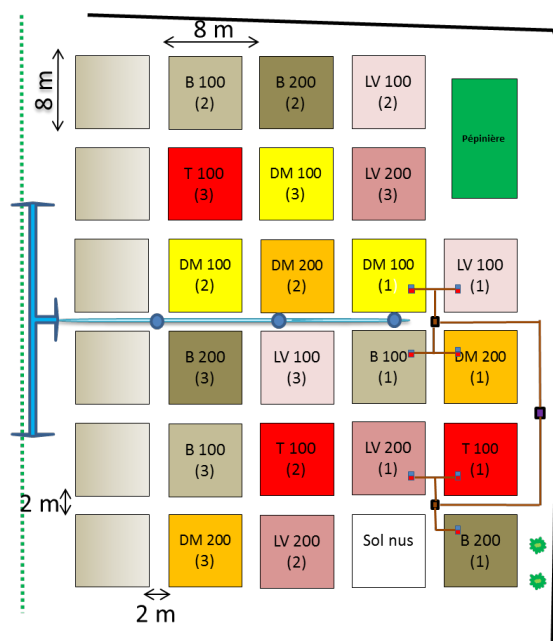 8 m
8 m
B 100
(2)
B 200
(2)
LV 100
(2)
Pépinière
T 100
(3)
DM 100
(3)
LV 200
(3)
DM 100
(2)
DM 200
(2)
DM 100
(1)
LV 100
(1)
B 200
(3)
LV 100
(3)
B 100
(1)
DM 200
(1)
B 100
(3)
T 100
(2)
LV 200
(1)
T 100
(1)
2 m
DM 200
(3)
LV 200
(2)
Sol nus
B 200
(1)
2 m